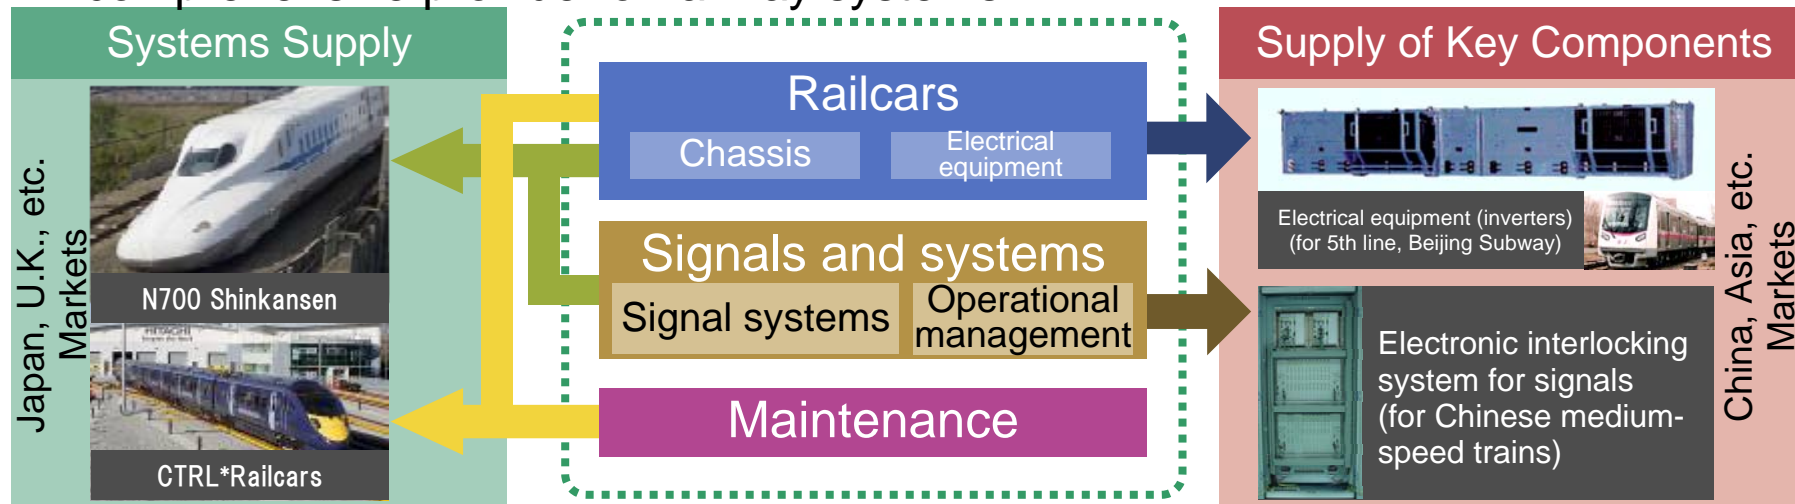 Systems Supply
Japan, U.K., etc.
Markets
N700 Shinkansen
HITACHI
CTRL*Railcars
Railcars
Chassis
Electrical
equipment
Signals and systems
Signal systems
Operational
management
Maintenance
Supply of Key Components
Electrical equipment (inverters)
(for 5th line, Beijing Subway)
Electronic interlocking
system for signals
(for Chinese medium-
speed trains)
China, Asia, etc.
Markets